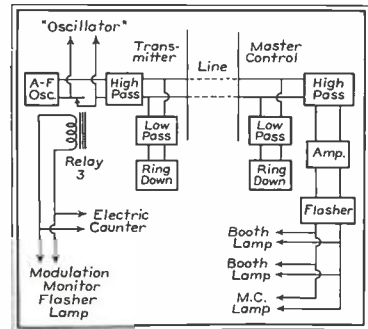 "Oscillator"
Trans-
mitter
Line
Master
Control
A-F
Osc.
High
Pass
High
Pass
Low
Pass
Low
Pass
Relay
3
Ring
Down
Ring
Down
Amp.
Flasher
Electric
Counter
Booth
Lamp
Booth
Lamp
Modulation
Monitor
Flasher
Lamp
M.C.
Lamp